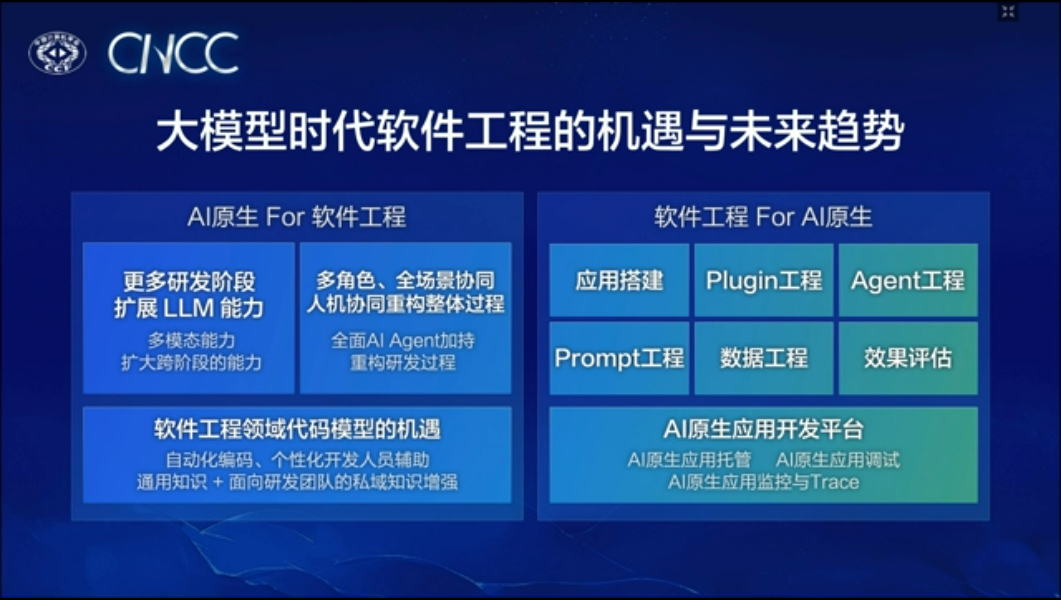 CCF
CNCC
大模型时代软件工程的机遇与未来趋势
AI原生 For 软件工程
更多研发阶段
扩展 LLM 能力
多模态能力
扩大跨阶段的能力
多角色、全场景协同
人机协同重构整体过程
全面AI Agent加持
重构研发过程
软件工程领域代码模型的机遇
自动化编码、个性化开发人员辅助
通用知识 + 面向研发团队的私域知识增强
软件工程 For AI原生
应用搭建
Plugin工程
Agent工程
Prompt工程
数据工程
效果评估
AI原生应用开发平台
AI原生应用托管 AI原生应用调试
AI原生应用监控与Trace